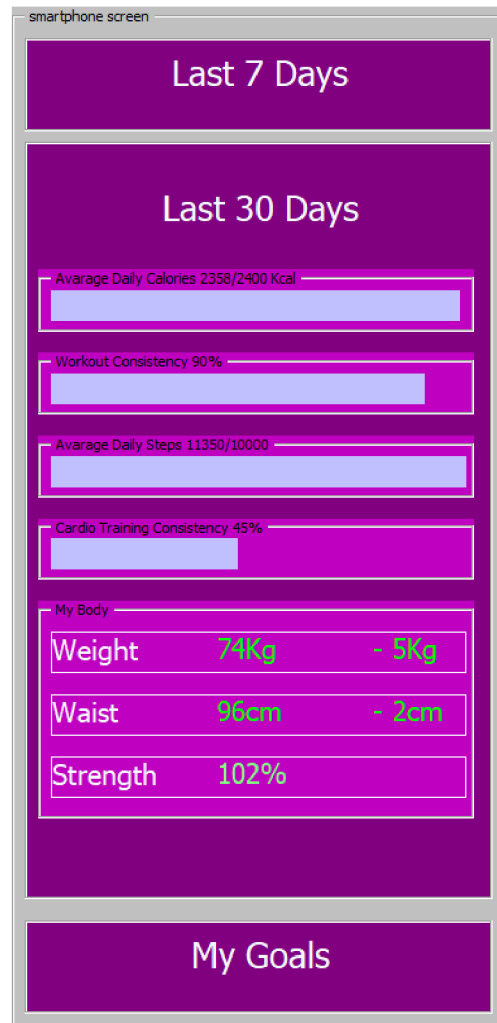 smartphone screen
Last 7 Days
Last 30 Days
Avarage Daily Calories 2358/2400 Kcal
Workout Consistency 90%
Avarage Daily Steps 11350/10000
Cardio Training Consistency 45%
My Body
Weight 74Kg - 5Kg
Waist 96cm - 2cm
Strength 102%
My Goals